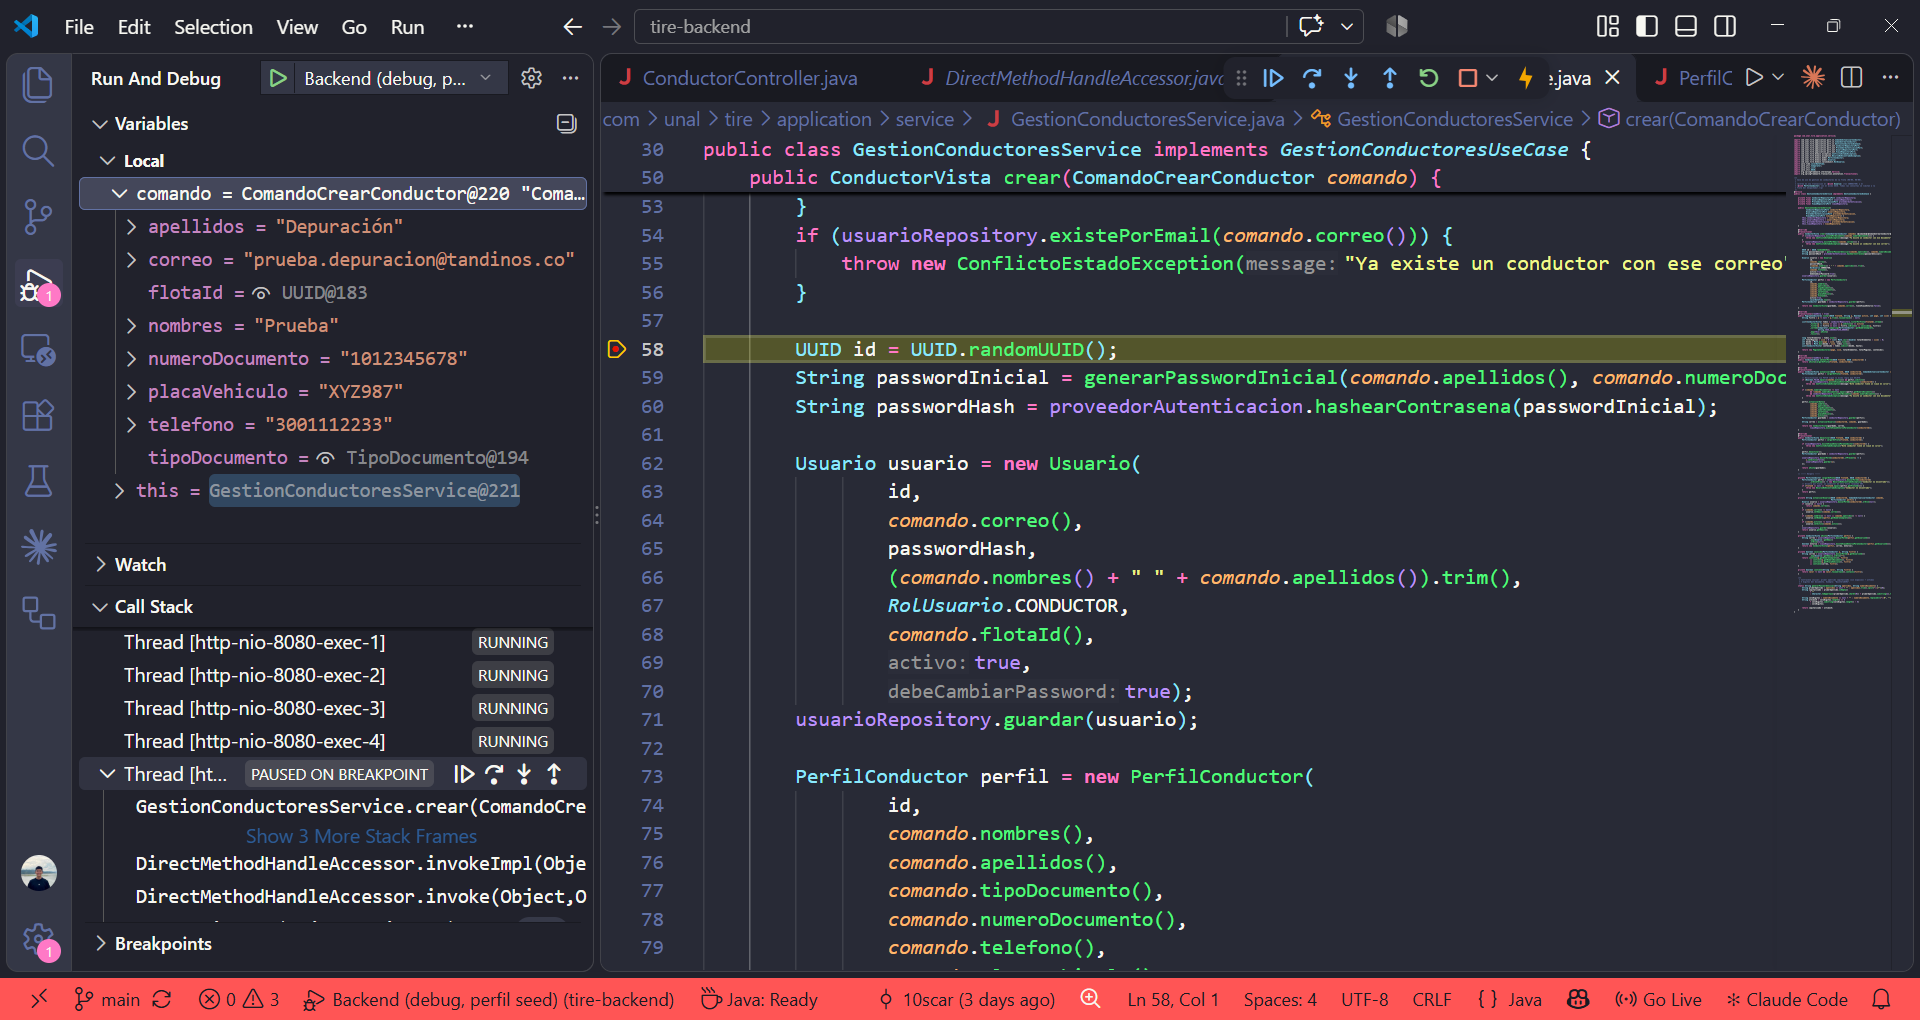 File Edit Selection View Go Run ···
tire-backend
Run And Debug
Backend (debug, p...
ConductorController.java
DirectMethodHandleAccessor.java
e.java
PerfilC
com > unal > tire > application > service > GestionConductoresService.java > GestionConductoresService > crear(ComandoCrearConductor)
Variables
Local
comando = ComandoCrearConductor@220 "Coma...
apellidos = "Depuración"
correo = "prueba.depuracion@tandinos.co"
flotaId = UUID@183
nombres = "Prueba"
numeroDocumento = "1012345678"
placaVehiculo = "XYZ987"
telefono = "3001112233"
tipoDocumento = TipoDocumento@194
this = GestionConductoresService@221
Watch
Call Stack
Thread [http-nio-8080-exec-1] RUNNING
Thread [http-nio-8080-exec-2] RUNNING
Thread [http-nio-8080-exec-3] RUNNING
Thread [http-nio-8080-exec-4] RUNNING
Thread [ht... PAUSED ON BREAKPOINT
GestionConductoresService.crear(ComandoCre
Show 3 More Stack Frames
DirectMethodHandleAccessor.invokeImpl(Obje
DirectMethodHandleAccessor.invoke(Object,O
Breakpoints
30 public class GestionConductoresService implements GestionConductoresUseCase {
50 public ConductorVista crear(ComandoCrearConductor comando) {
53 }
54 if (usuarioRepository.existePorEmail(comando.correo())) {
55 throw new ConflictoEstadoException(message: "Ya existe un conductor con ese correo"
56 }
57
58 UUID id = UUID.randomUUID();
59 String passwordInicial = generarPasswordInicial(comando.apellidos(), comando.numeroDoc
60 String passwordHash = proveedorAutenticacion.hashearContrasena(passwordInicial);
61
62 Usuario usuario = new Usuario(
63 id,
64 comando.correo(),
65 passwordHash,
66 (comando.nombres() + " " + comando.apellidos()).trim(),
67 RolUsuario.CONDUCTOR,
68 comando.flotaId(),
69 activo: true,
70 debeCambiarPassword: true);
71 usuarioRepository.guardar(usuario);
72
73 PerfilConductor perfil = new PerfilConductor(
74 id,
75 comando.nombres(),
76 comando.apellidos(),
77 comando.tipoDocumento(),
78 comando.numeroDocumento(),
79 comando.telefono(),
main 0 3 Backend (debug, perfil seed) (tire-backend) Java: Ready 10scar (3 days ago) Ln 58, Col 1 Spaces: 4 UTF-8 CRLF { } Java Go Live Claude Code